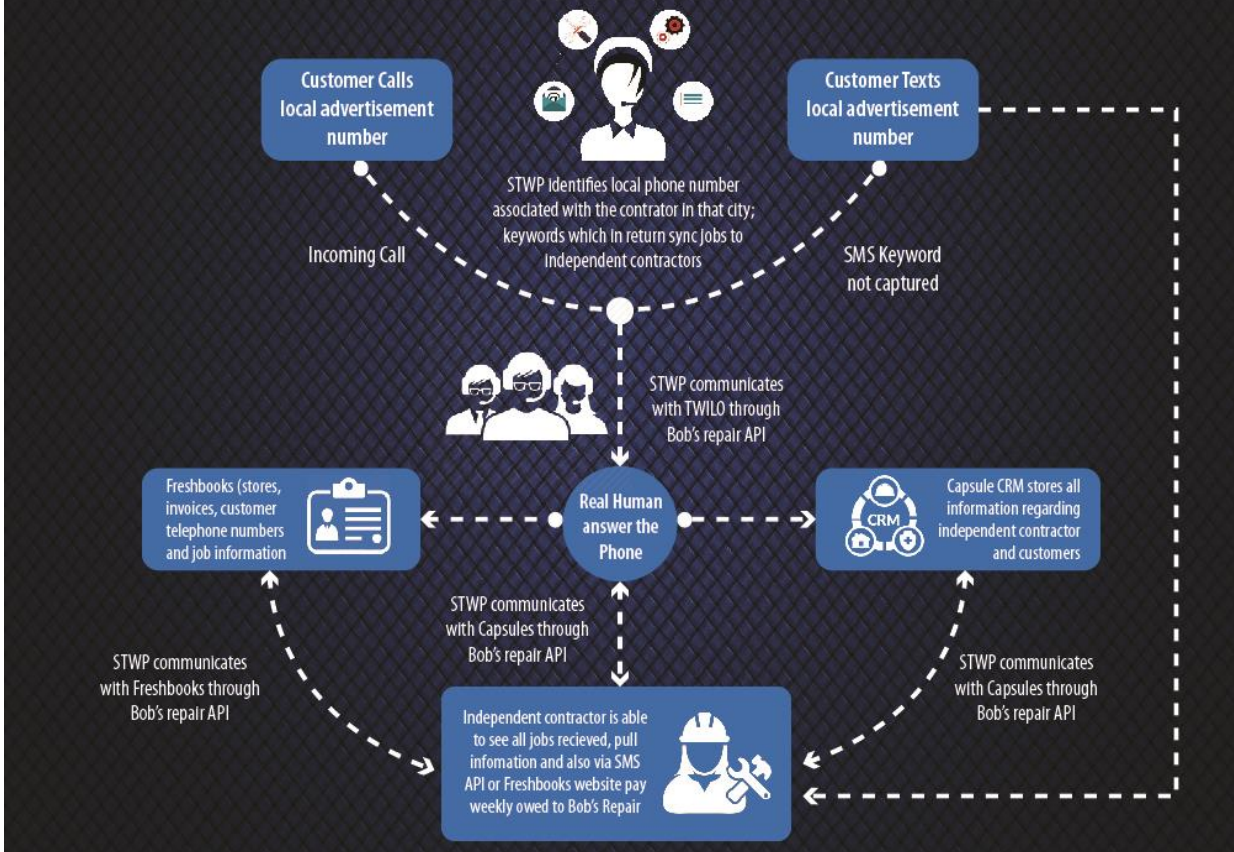 Customer Calls
local advertisement
number
Customer Texts
local advertisement
number
STWP identifies local phone number
associated with the contrator in that city;
keywords which in return sync jobs to
independent contractors
Incoming Call
SMS Keyword
not captured
STWP communicates
with TWILO through
Bob's repair API
Freshbooks (stores,
invoices, customer
telephone numbers
and job information
Real Human
answer the
Phone
CRM
Capsule CRM stores all
information regarding
independent contractor
and customers
STWP communicates
with Capsules through
Bob's repair API
STWP communicates
with Freshbooks through
Bob's repair API
STWP communicates
with Capsules through
Bob's repair API
Independent contractor is able
to see all jobs recieved, pull
infomation and also via SMS
API or Freshbooks website pay
weekly owed to Bob's Repair